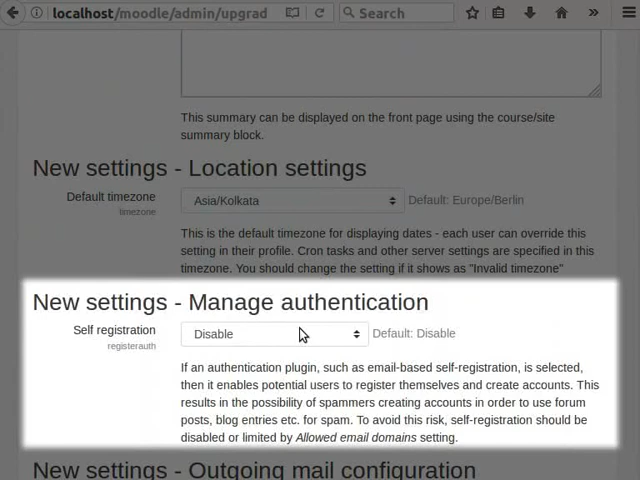 localhost/moodle/admin/upgrad
Search
This summary can be displayed on the front page using the course/site
summary block.
New settings - Location settings
Default timezone
timezone
Asia/Kolkata
Default: Europe/Berlin
This is the default timezone for displaying dates - each user can override this
setting in their profile. Cron tasks and other server settings are specified in this
timezone. You should change the setting if it shows as "Invalid timezone"
New settings - Manage authentication
Self registration
registerauth
Disable
Default: Disable
If an authentication plugin, such as email-based self-registration, is selected,
then it enables potential users to register themselves and create accounts. This
results in the possibility of spammers creating accounts in order to use forum
posts, blog entries etc. for spam. To avoid this risk, self-registration should be
disabled or limited by Allowed email domains setting.
New settings - Outgoing mail configuration